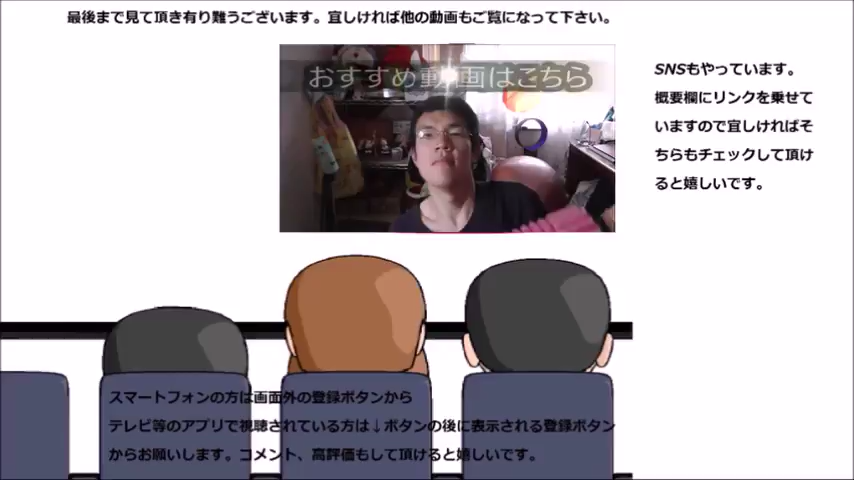 最後まで見て頂き有り難うございます。宜しければ他の動画もご覧になって下さい。
おすすめ動画はこちら
SNSもやっています。
概要欄にリンクを乗せて
いますので宜しければそ
ちらもチェックして頂け
ると嬉しいです。
スマートフォンの方は画面外の登録ボタンから
テレビ等のアプリで視聴されている方は↓ボタンの後に表示される登録ボタン
からお願いします。コメント、高評価もして頂けると嬉しいです。